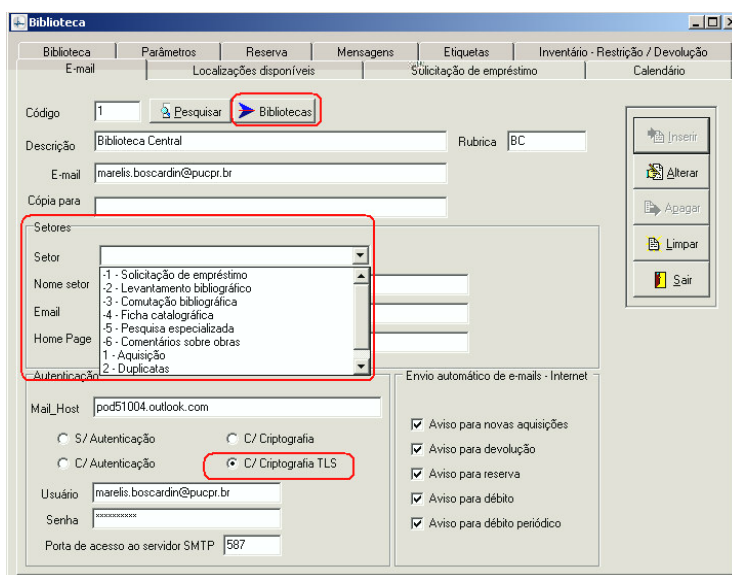 Biblioteca
Biblioteca Parâmetros Reserva Mensagens Etiquetas Inventário - Restrição / Devolução
E-mail Localizações disponíveis Solicitação de empréstimo Calendário
Código 1 Pesquisar Bibliotecas
Descrição Biblioteca Central Rubrica BC
E-mail marelis.boscardin@pucpr.br
Cópia para
Setores
Setor
-1 - Solicitação de empréstimo
-2 - Levantamento bibliográfico
-3 - Comutação bibliográfica
-4 - Ficha catalográfica
-5 - Pesquisa especializada
-6 - Comentários sobre obras
1 - Aquisição
2 - Duplicatas
Nome setor
Email
Home Page
Autenticação
Mail_Host pod51004.outlook.com
S/ Autenticação C/ Criptografia
C/ Autenticação C/ Criptografia TLS
Usuário marelis.boscardin@pucpr.br
Senha xxxxxxxxxx
Porta de acesso ao servidor SMTP 587
Envio automático de e-mails - Internet
Aviso para novas aquisições
Aviso para devolução
Aviso para reserva
Aviso para débito
Aviso para débito periódico
Inserir
Alterar
Apagar
Limpar
Sair